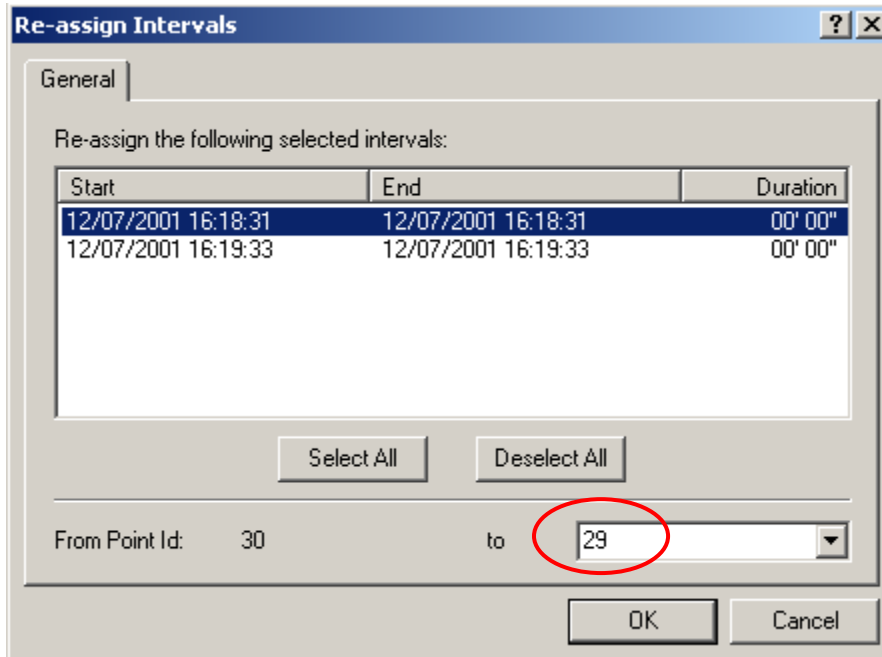 Re-assign Intervals
General
Re-assign the following selected intervals:
Start End Duration
12/07/2001 16:18:31 12/07/2001 16:18:31 00' 00"
12/07/2001 16:19:33 12/07/2001 16:19:33 00' 00"
Select All Deselect All
From Point Id: 30 to 29
OK Cancel